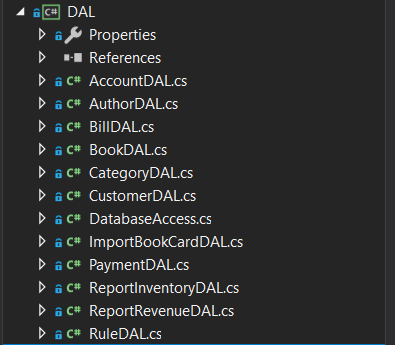 C# DAL
Properties
References
C# AccountDAL.cs
C# AuthorDAL.cs
C# BillDAL.cs
C# BookDAL.cs
C# CategoryDAL.cs
C# CustomerDAL.cs
C# DatabaseAccess.cs
C# ImportBookCardDAL.cs
C# PaymentDAL.cs
C# ReportInventoryDAL.cs
C# ReportRevenueDAL.cs
C# RuleDAL.cs